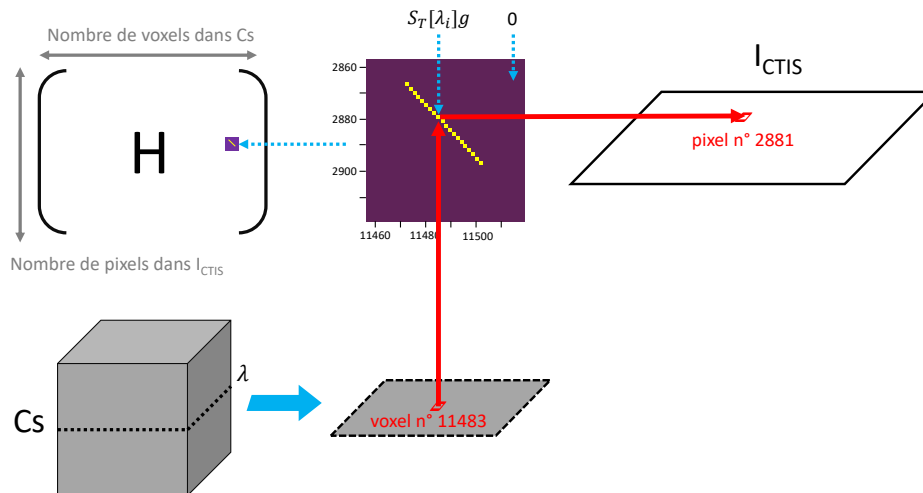 Nombre de voxels dans Cs
S_T[λ_i]g
0
I_CTIS
2860
H
2880
pixel n° 2881
2900
11460 11480 11500
Nombre de pixels dans I_CTIS
λ
Cs
voxel n° 11483